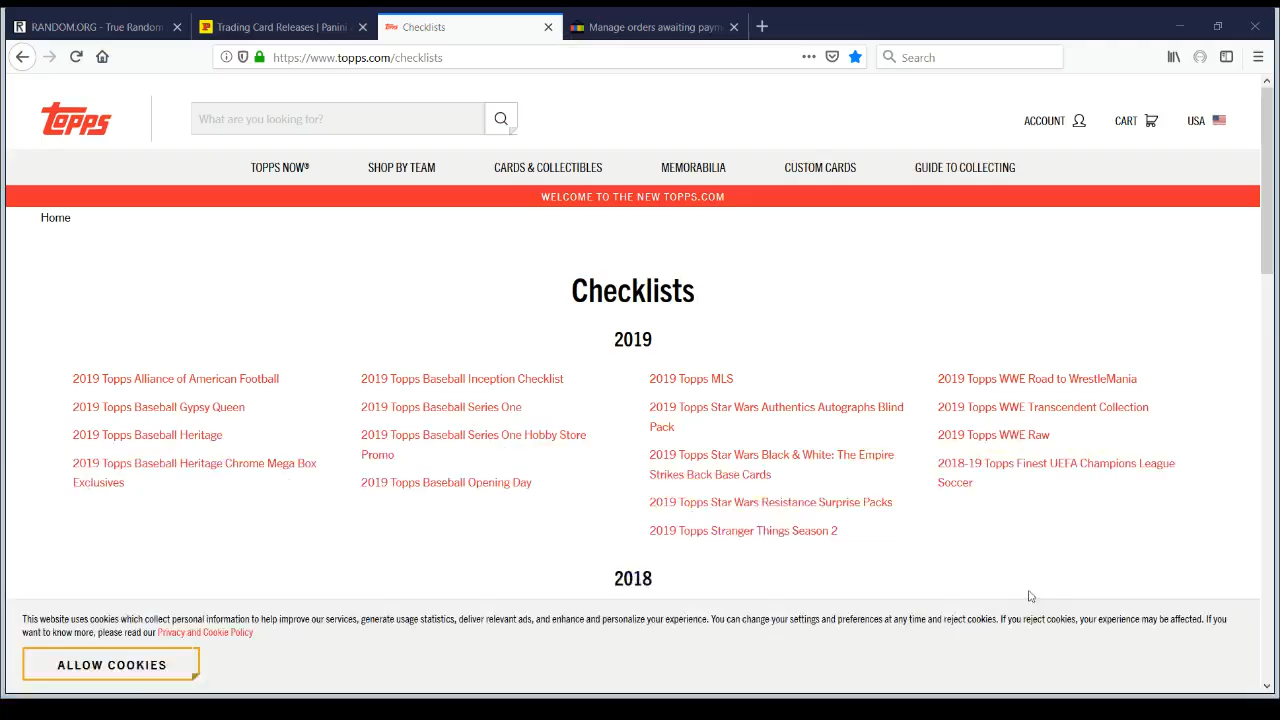 RANDOM.ORG - True Random
Trading Card Releases | Panini
Checklists
Manage orders awaiting paym
https://www.topps.com/checklists
Search
topps
What are you looking for?
ACCOUNT
CART
USA
TOPPS NOW®
SHOP BY TEAM
CARDS & COLLECTIBLES
MEMORABILIA
CUSTOM CARDS
GUIDE TO COLLECTING
WELCOME TO THE NEW TOPPS.COM
Home
Checklists
2019
2019 Topps Alliance of American Football
2019 Topps Baseball Gypsy Queen
2019 Topps Baseball Heritage
2019 Topps Baseball Heritage Chrome Mega Box
Exclusives
2019 Topps Baseball Inception Checklist
2019 Topps Baseball Series One
2019 Topps Baseball Series One Hobby Store
Promo
2019 Topps Baseball Opening Day
2019 Topps MLS
2019 Topps Star Wars Authentics Autographs Blind
Pack
2019 Topps Star Wars Black & White: The Empire
Strikes Back Base Cards
2019 Topps Star Wars Resistance Surprise Packs
2019 Topps Stranger Things Season 2
2019 Topps WWE Road to WrestleMania
2019 Topps WWE Transcendent Collection
2019 Topps WWE Raw
2018-19 Topps Finest UEFA Champions League
Soccer
2018
This website uses cookies which collect personal information to help improve our services, generate usage statistics, deliver relevant ads, and enhance and personalize your experience. You can change your settings and preferences at any time and reject cookies. If you reject cookies, your experience may be affected. If you
want to know more, please read our Privacy and Cookie Policy
ALLOW COOKIES